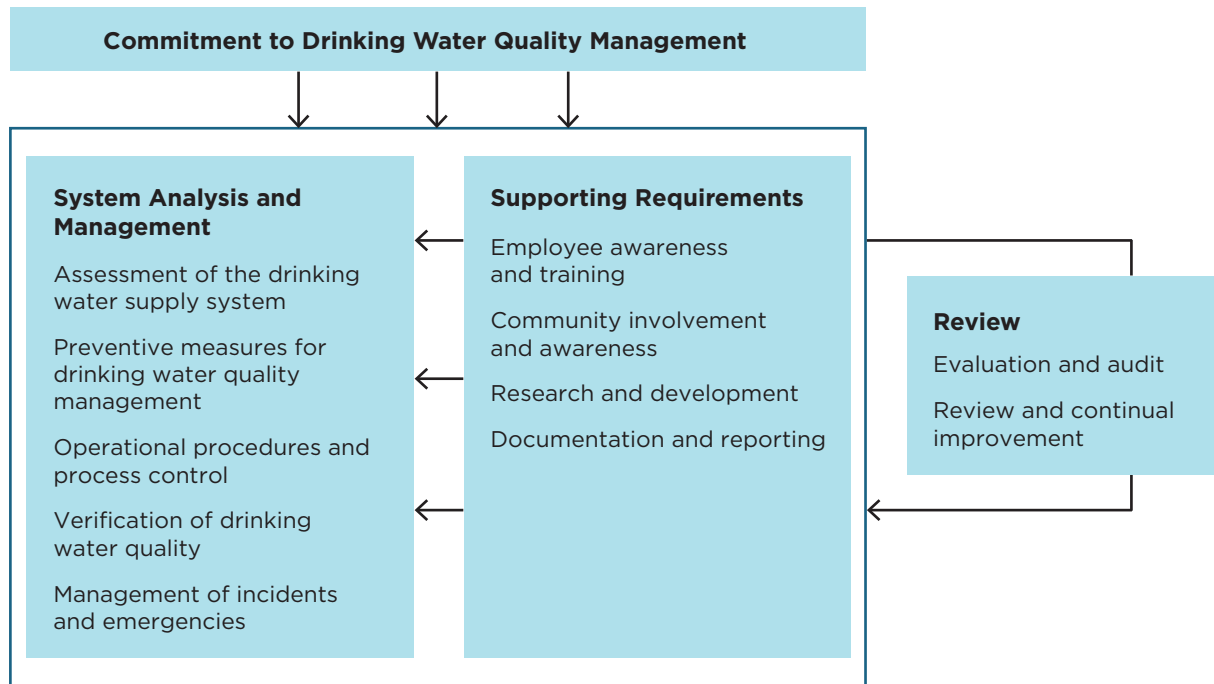 Commitment to Drinking Water Quality Management
System Analysis and
Management
Assessment of the drinking
water supply system
Preventive measures for
drinking water quality
management
Operational procedures and
process control
Verification of drinking
water quality
Management of incidents
and emergencies
Supporting Requirements
Employee awareness
and training
Community involvement
and awareness
Research and development
Documentation and reporting
Review
Evaluation and audit
Review and continual
improvement